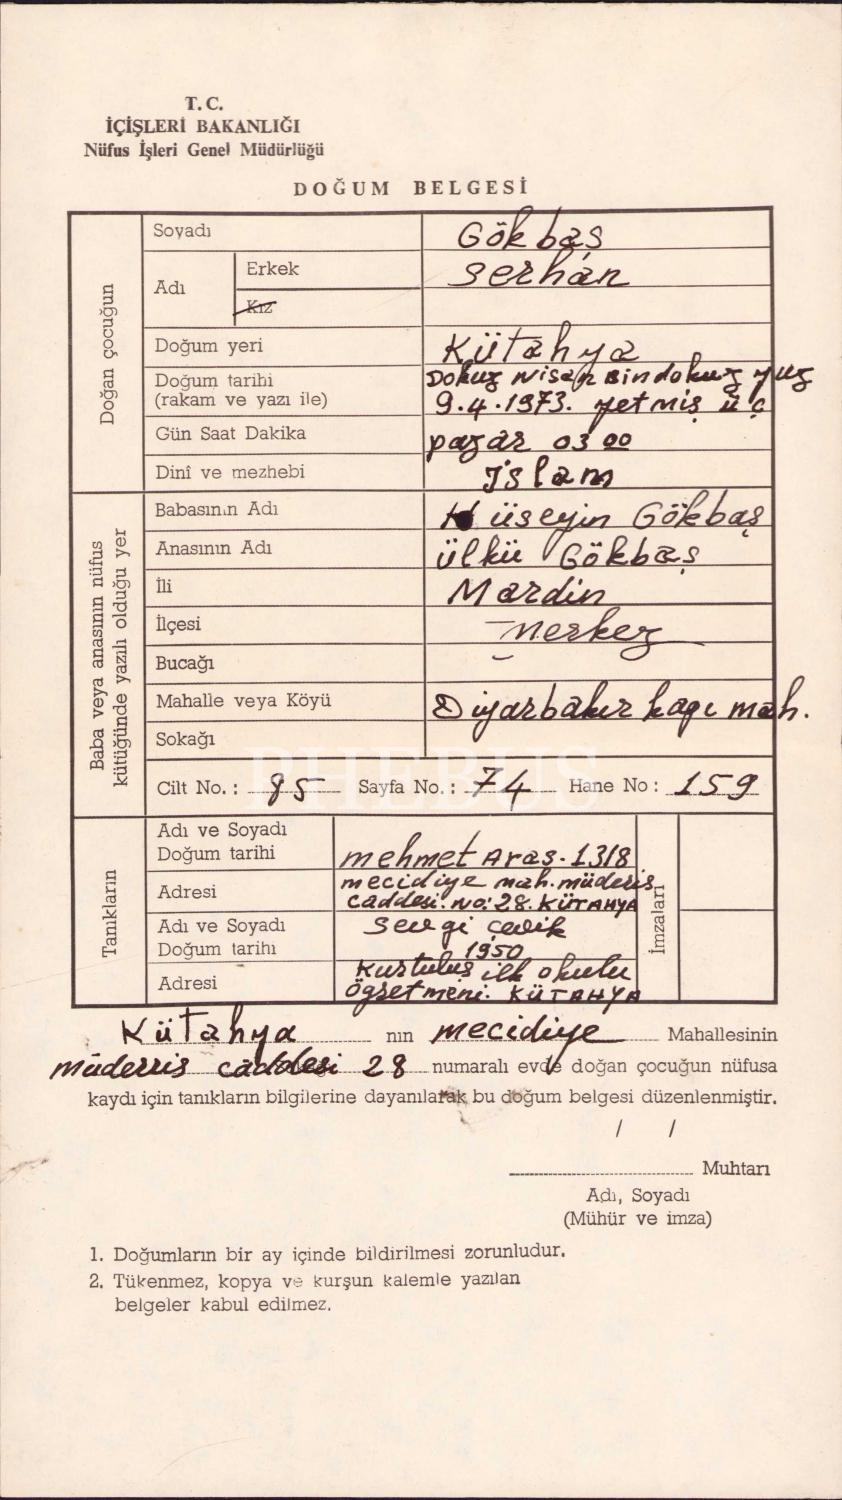 T.C.
İÇİŞLERİ BAKANLIĞI
Nüfus İşleri Genel Müdürlüğü
DOĞUM BELGESİ
Doğan çocuğun
Soyadı Gökbaş
Adı Erkek Serhan
Kız
Doğum yeri Kütahya
Doğum tarihi Dokuz Nisan Bindokuz yuz
(rakam ve yazı ile) 9.4.1973. yetmiş üç
Gün Saat Dakika pazar 03 00
Dinî ve mezhebi İslam
Baba veya anasının nüfus
kütüğünde yazılı olduğu yer
Babasının Adı Hüseyin Gökbaş
Anasının Adı ülkü Gökbaş
İli Mardin
İlçesi Merkez
Bucağı
Mahalle veya Köyü Diyarbakır kapı mah.
Sokağı
PHEBUS
Cilt No.: 95 Sayfa No.: 74 Hane No: 159
Tanıkların
Adı ve Soyadı
Doğum tarihi mehmet Aras. 1318
Adresi mecidiye mah. müderis
caddesi. No: 28. KÜTAHYA
Adı ve Soyadı Sevgi çevik
Doğum tarihi 1950
Adresi Kurtuluş ilk okulu
öğretmeni. KÜTAHYA
İmzaları
Kütahya nın mecidiye Mahallesinin
müderris caddesi 28 numaralı evde doğan çocuğun nüfusa
kaydı için tanıkların bilgilerine dayanılarak bu doğum belgesi düzenlenmiştir.
/ /
Muhtarı
Adı, Soyadı
(Mühür ve imza)
1. Doğumların bir ay içinde bildirilmesi zorunludur.
2. Tükenmez, kopya ve kurşun kalemle yazılan
belgeler kabul edilmez.